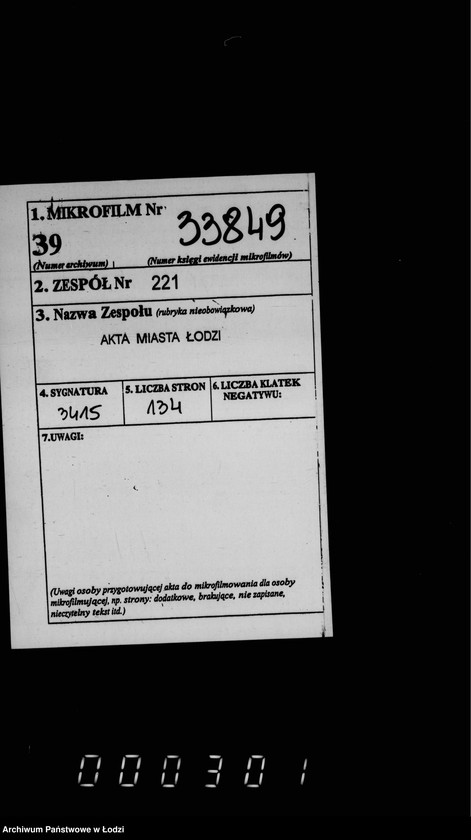 1. MIKROFILM Nr 33849
39
(Numer archiwum) (Numer księgi ewidencji mikrofilmów)
2. ZESPÓŁ Nr 221
3. Nazwa Zespołu (rubryka nieobowiązkowa)
AKTA MIASTA ŁODZI
4. SYGNATURA 5. LICZBA STRON 6. LICZBA KLATEK
NEGATYWU:
3415 134
7.UWAGI:
(Uwagi osoby przygotowującej akta do mikrofilmowania dla osoby
mikrofilmującej, np. strony: dodatkowe, brakujące, nie zapisane,
nieczytelny tekst itd.)
000301
Archiwum Państwowe w Łodzi